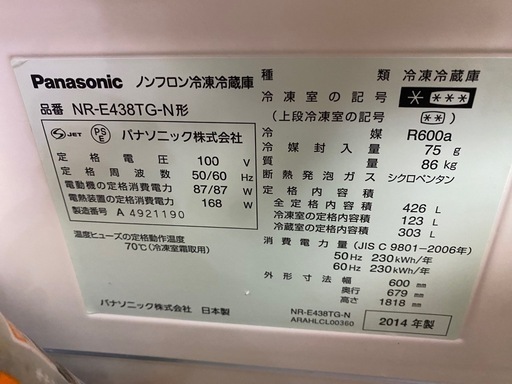 Panasonic ノンフロン冷凍冷蔵庫
品番 NR-E438TG-N形
S JET PS E パナソニック株式会社
定格電圧 100 V
定格周波数 50/60 Hz
電動機の定格消費電力 87/87 W
電熱装置の定格消費電力 168 W
製造番号 A 4921190
温度ヒューズの定格動作温度
70℃(冷凍室霜取用)
パナソニック株式会社 日本製
種類 冷凍冷蔵庫
冷凍室の記号 * ***
(上段冷凍室の記号 **)
冷媒 R600a
冷媒封入量 75 g
質量 86 kg
断熱発泡ガス シクロペンタン
定格内容積
全定格内容積 426 L
冷凍室の定格内容積 123 L
冷蔵室の定格内容積 303 L
消費電力量 (JIS C 9801-2006年)
50Hz 230kWh/年
60Hz 230kWh/年
外形寸法 幅 600 mm
奥行 679 mm
高さ 1818 mm
NR-E438TG-N
ARAHLCL00360
2014年製